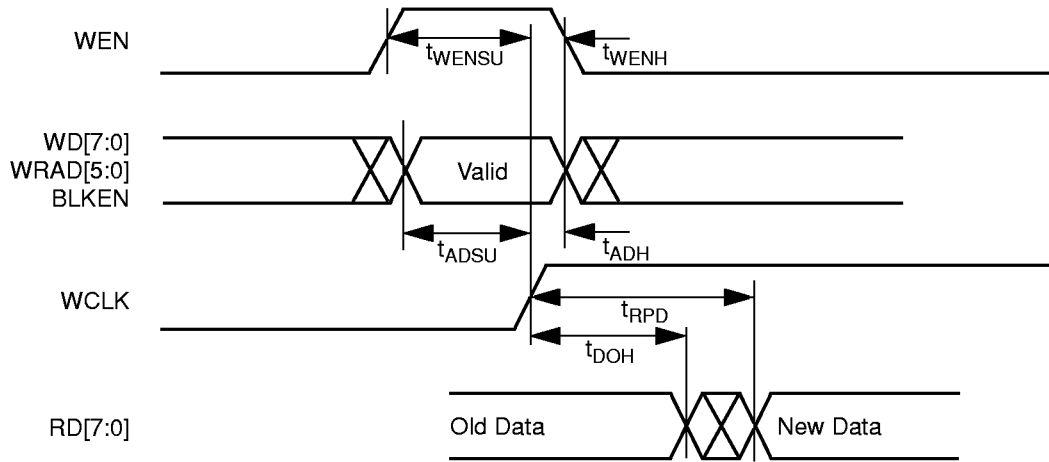 WEN
tWENSU
tWENH
WD[7:0]
WRAD[5:0]
BLKEN
Valid
tADSU
tADH
WCLK
tRPD
tDOH
RD[7:0]
Old Data
New Data